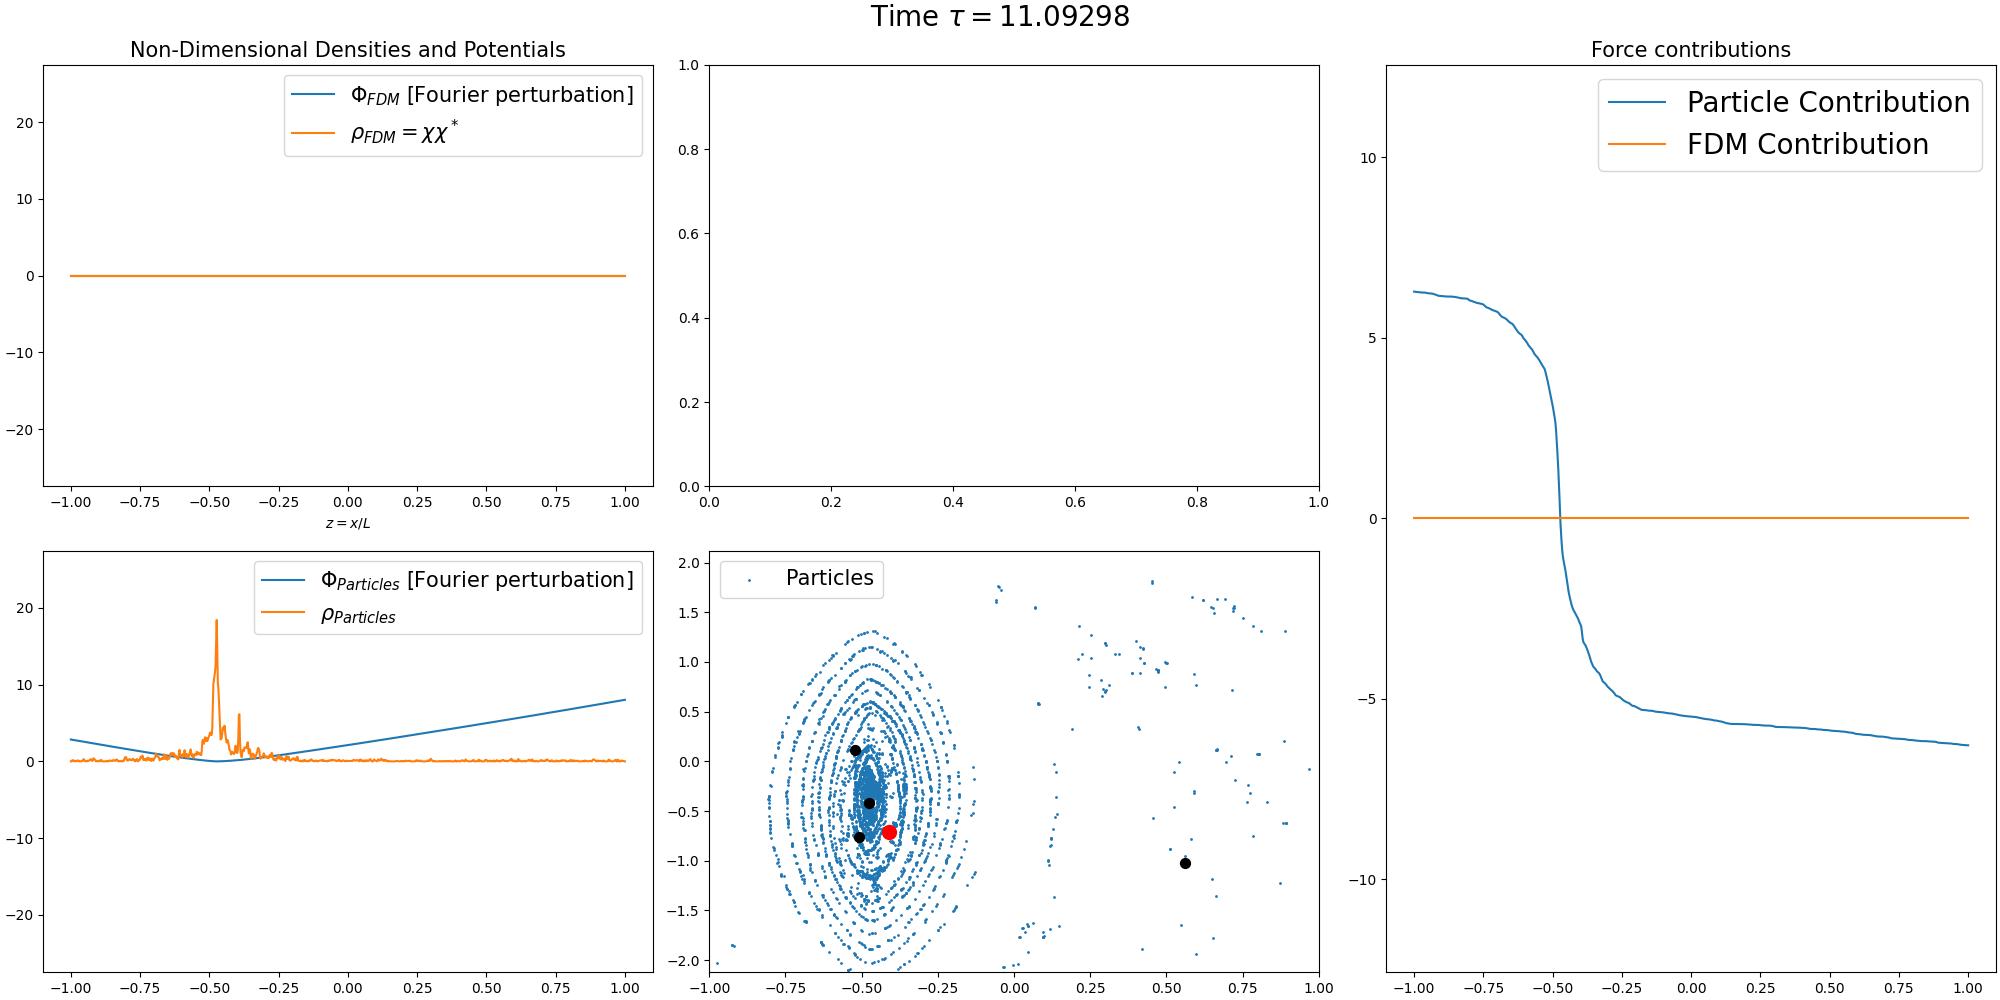 Time τ = 11.09298
Non-Dimensional Densities and Potentials
Φ_FDM [Fourier perturbation]
ρ_FDM = χχ*
20
10
0
−10
−20
−1.00 −0.75 −0.50 −0.25 0.00 0.25 0.50 0.75 1.00
z = x/L
1.0
0.8
0.6
0.4
0.2
0.0
0.0 0.2 0.4 0.6 0.8 1.0
Force contributions
Particle Contribution
FDM Contribution
10
5
0
−5
−10
−1.00 −0.75 −0.50 −0.25 0.00 0.25 0.50 0.75 1.00
Φ_Particles [Fourier perturbation]
ρ_Particles
20
10
0
−10
−20
−1.00 −0.75 −0.50 −0.25 0.00 0.25 0.50 0.75 1.00
Particles
2.0
1.5
1.0
0.5
0.0
−0.5
−1.0
−1.5
−2.0
−1.00 −0.75 −0.50 −0.25 0.00 0.25 0.50 0.75 1.00